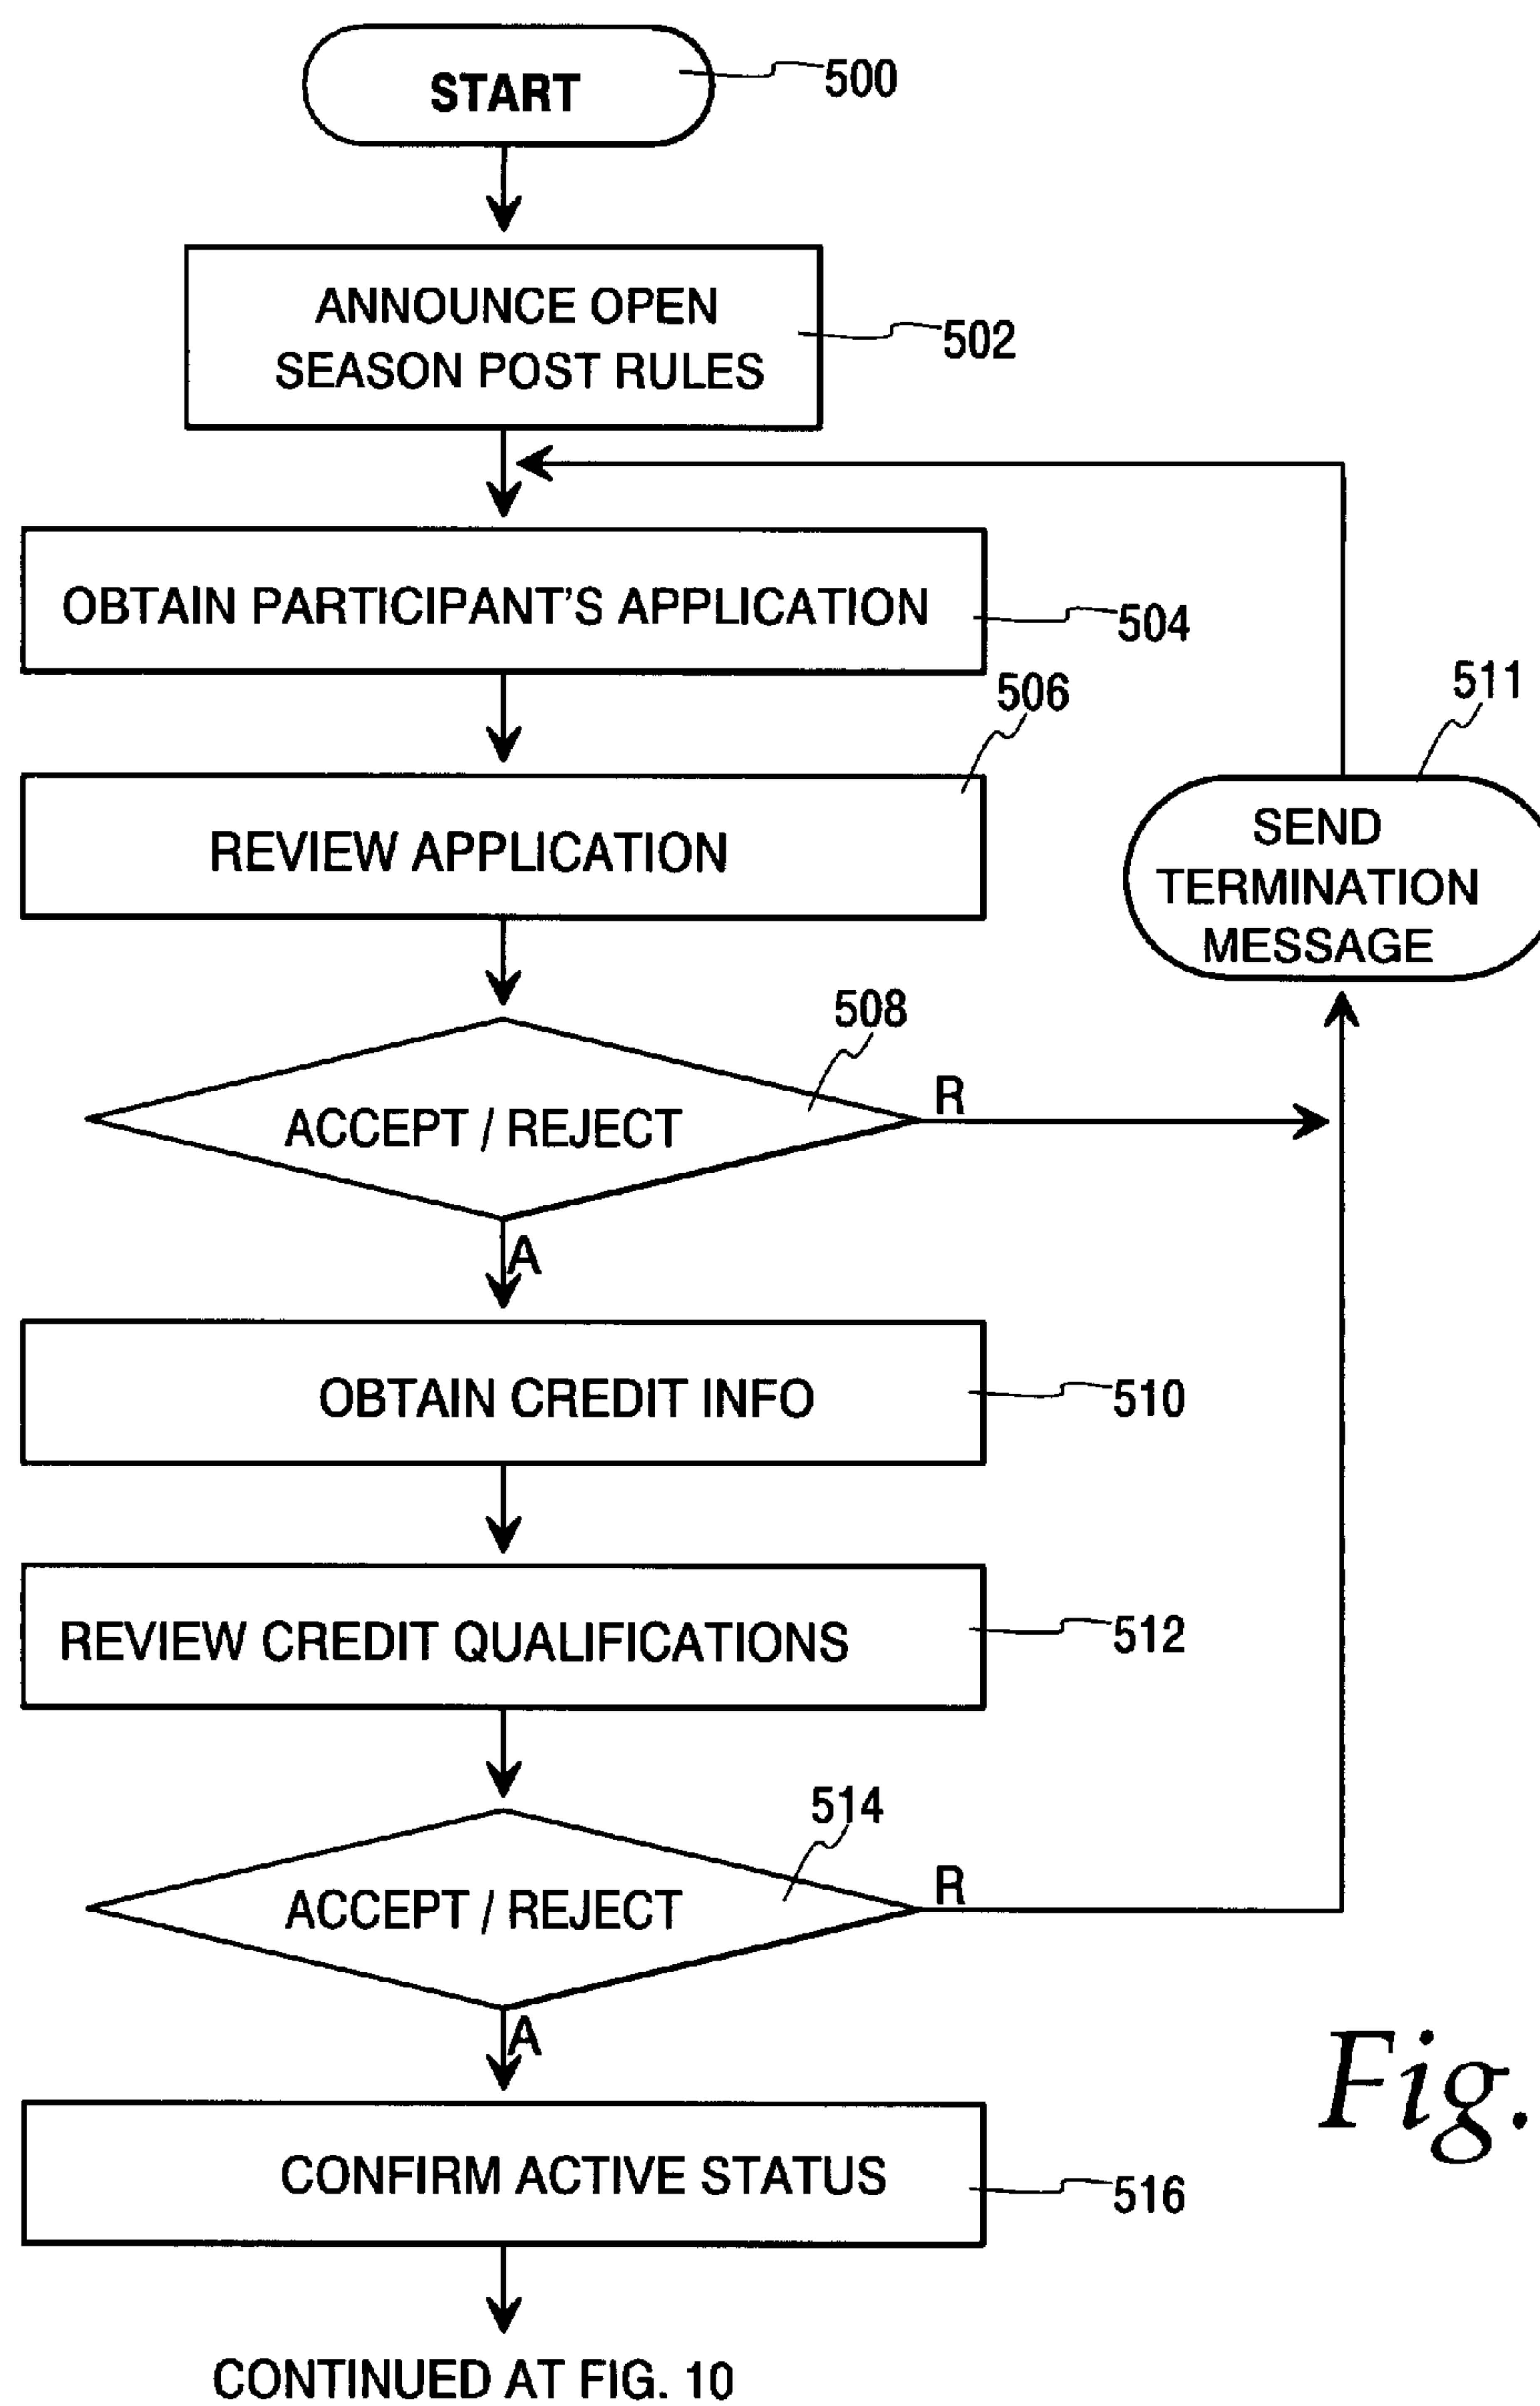 START
500
ANNOUNCE OPEN
SEASON POST RULES
502
OBTAIN PARTICIPANT'S APPLICATION
504
506
511
REVIEW APPLICATION
SEND
TERMINATION
MESSAGE
508
ACCEPT / REJECT
R
A
OBTAIN CREDIT INFO
510
REVIEW CREDIT QUALIFICATIONS
512
514
ACCEPT / REJECT
R
A
Fig.
CONFIRM ACTIVE STATUS
516
CONTINUED AT FIG. 10